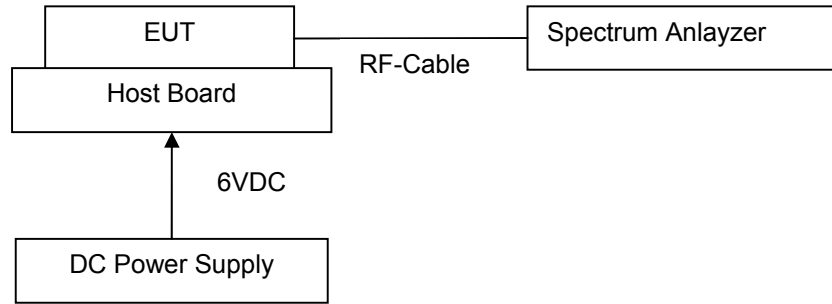 EUT
Spectrum Anlayzer
RF-Cable
Host Board
6VDC
DC Power Supply